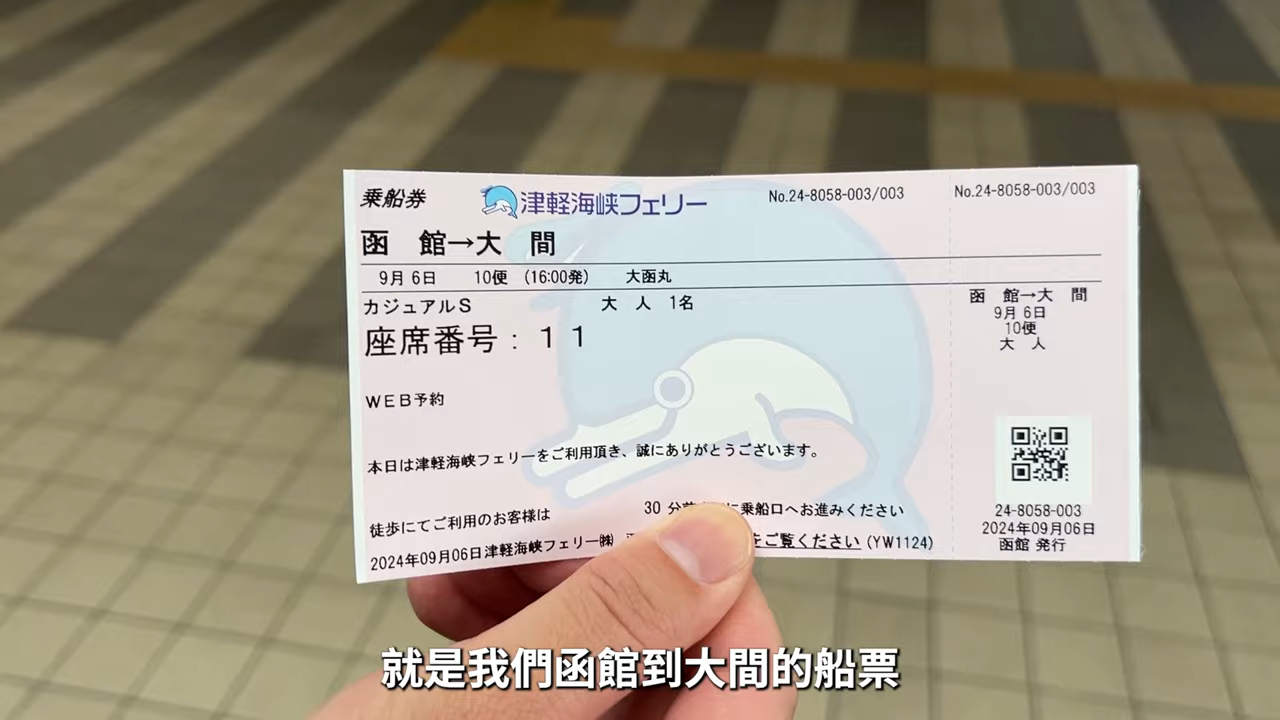 乗船券
津軽海峡フェリー
No.24-8058-003/003
函 館→大 間
9月 6日 10便 (16:00発) 大函丸
カジュアルS 大 人 1名
座席番号:11
WEB予約
本日は津軽海峡フェリーをご利用頂き、誠にありがとうございます。
徒歩にてご利用のお客様は 30 分前 に乗船口へお進みください
2024年09月06日津軽海峡フェリー㈱ をご覧ください (YW1124)
No.24-8058-003/003
函 館→大 間
9月 6日
10便
大 人
24-8058-003
2024年09月06日
函館 発行
就是我們函館到大間的船票